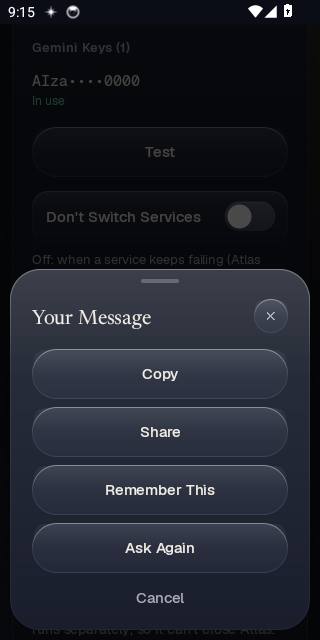 9:15
Gemini Keys (1)
AIza••••0000
In use
Test
Don't Switch Services
Off: when a service keeps failing (Atlas
Your Message
Copy
Share
Remember This
Ask Again
Cancel
runs separately, so it can't close Atlas.